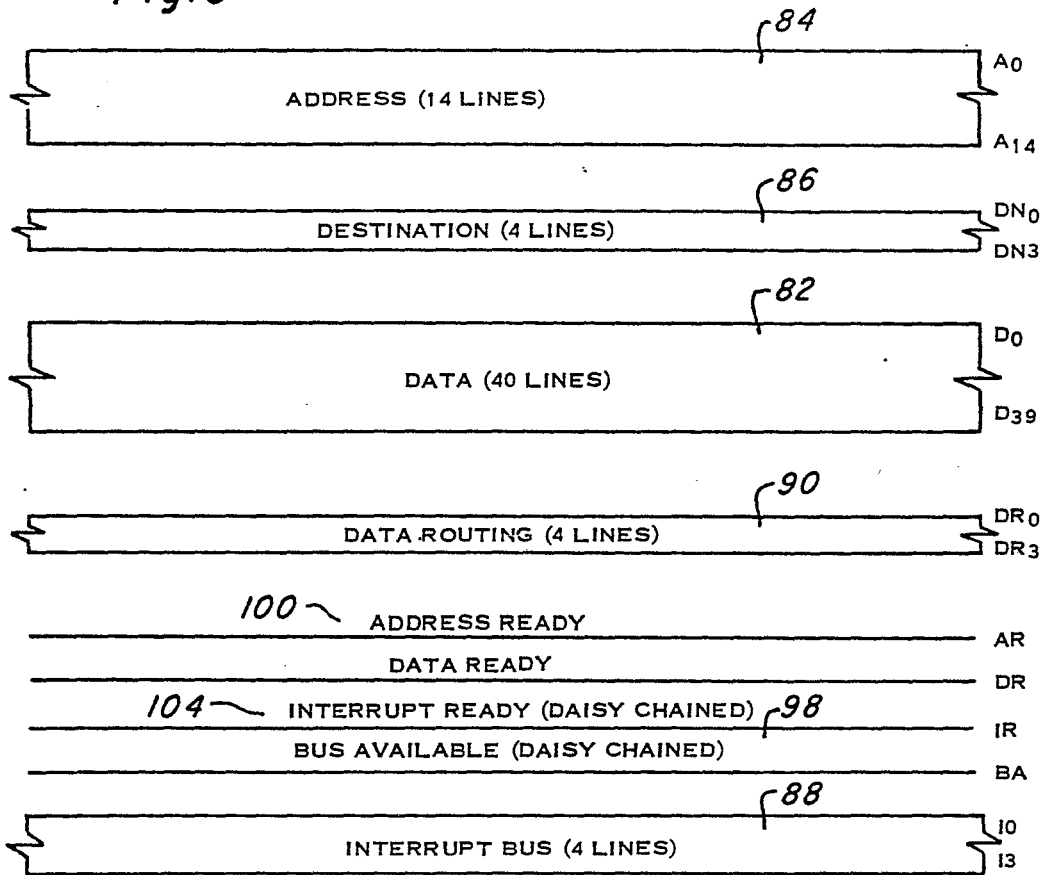 84
A0
ADDRESS (14 LINES)
A14
86
DN0
DESTINATION (4 LINES)
DN3
82
D0
DATA (40 LINES)
D39
90
DR0
DATA ROUTING (4 LINES)
DR3
100
ADDRESS READY
AR
DATA READY
DR
104 INTERRUPT READY (DAISY CHAINED) 98
IR
BUS AVAILABLE (DAISY CHAINED)
BA
88
I0
INTERRUPT BUS (4 LINES)
I3